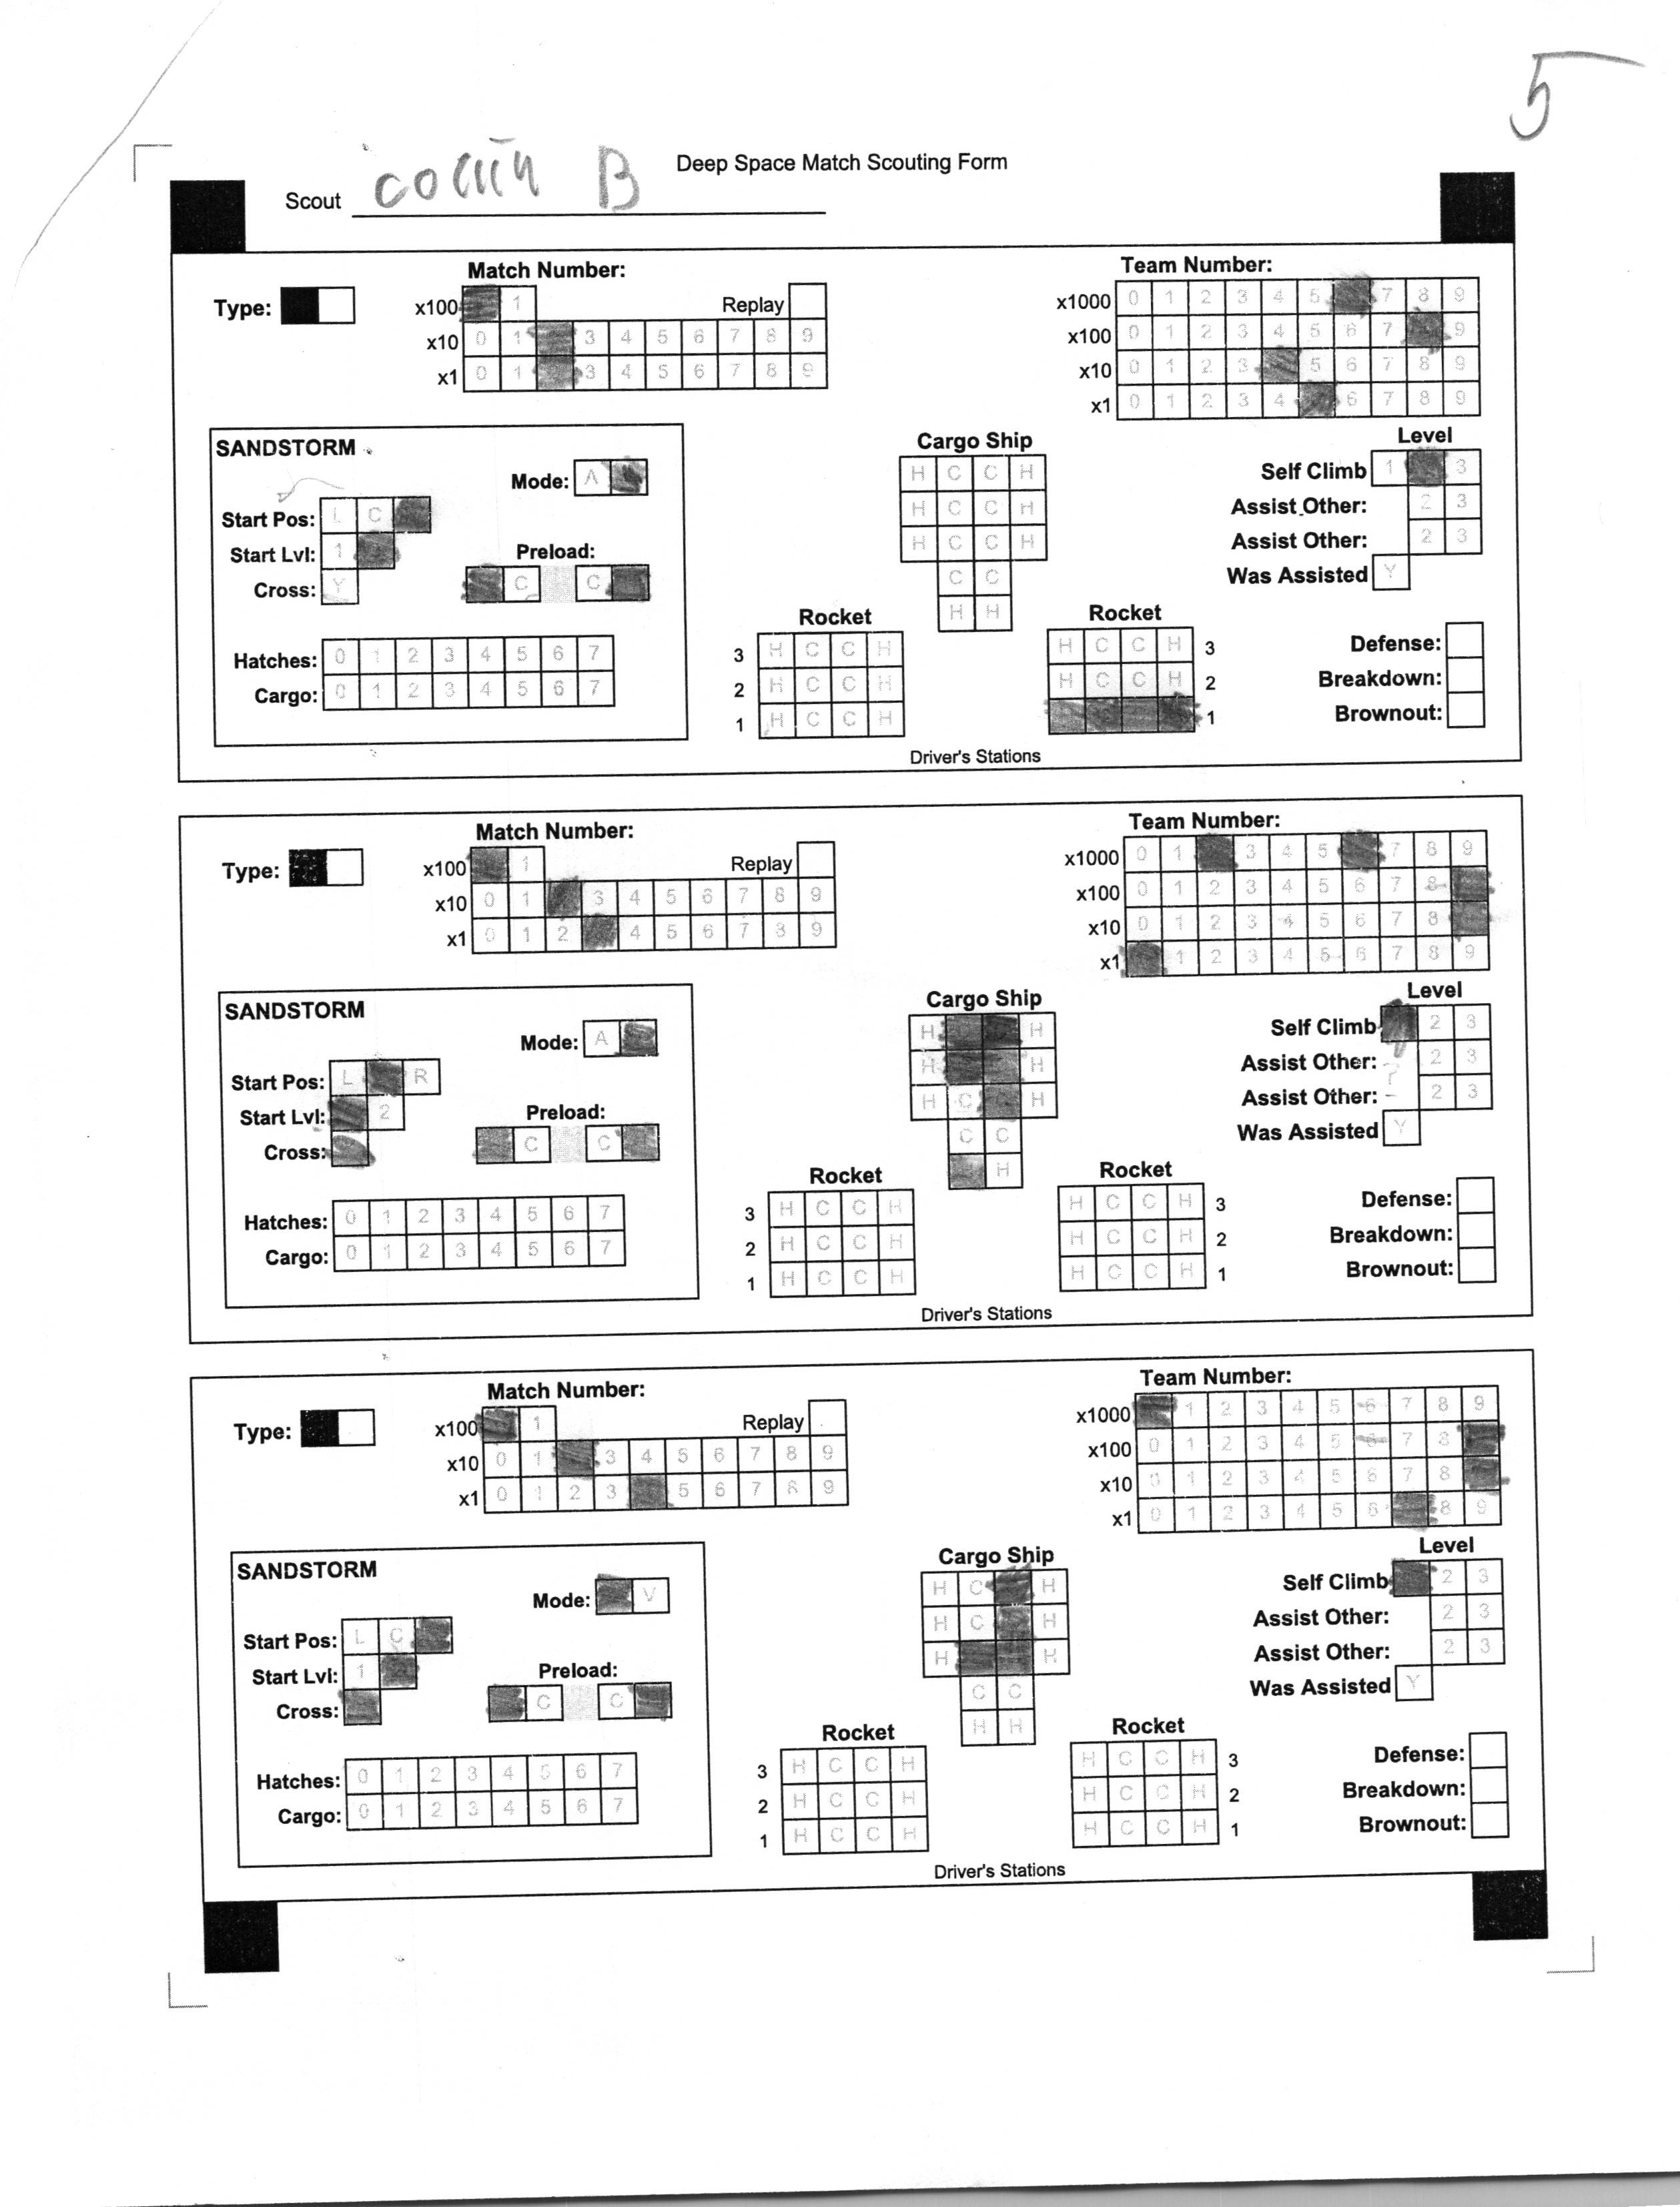 5
Deep Space Match Scouting Form
Scout Collin B
Match Number:
Team Number:
Type:
x100 1 Replay
x1000 0 1 2 3 4 5 7 8 9
x10 0 1 3 4 5 6 7 8 9
x100 0 1 2 3 4 5 6 7 9
x1 0 1 3 4 5 6 7 8 9
x10 0 1 2 3 5 6 7 8 9
x1 0 1 2 3 4 6 7 8 9
SANDSTORM
Mode: A
Start Pos: L C
Start Lvl: 1
Preload:
Cross: Y
C C
Hatches: 0 1 2 3 4 5 6 7
Cargo: 0 1 2 3 4 5 6 7
Cargo Ship
H C C H
H C C H
H C C H
C C
H H
Level
Self Climb 1 3
Assist Other: 2 3
Assist Other: 2 3
Was Assisted Y
Rocket
3 H C C H
2 H C C H
1 H C C H
Rocket
H C C H 3
H C C H 2
1
Defense:
Breakdown:
Brownout:
Driver's Stations
Match Number:
Team Number:
Type:
x100 1 Replay
x1000 0 1 3 4 5 7 8 9
x10 0 1 3 4 5 6 7 8 9
x100 0 1 2 3 4 5 6 7 8
x1 0 1 2 4 5 6 7 8 9
x10 0 1 2 3 4 5 6 7 8
x1 1 2 3 4 5 6 7 8 9
SANDSTORM
Mode: A
Start Pos: L R
Start Lvl: 2
Preload:
Cross:
C C
Hatches: 0 1 2 3 4 5 6 7
Cargo: 0 1 2 3 4 5 6 7
Cargo Ship
H H
H H
H C H
C C
H
Level
Self Climb 2 3
Assist Other: 2 3
Assist Other: 2 3
Was Assisted Y
Rocket
3 H C C H
2 H C C H
1 H C C H
Rocket
H C C H 3
H C C H 2
H C C H 1
Defense:
Breakdown:
Brownout:
Driver's Stations
Match Number:
Team Number:
Type:
x100 1 Replay
x1000 1 2 3 4 5 6 7 8 9
x10 0 1 3 4 5 6 7 8 9
x100 0 1 2 3 4 5 6 7 8
x1 0 1 2 3 5 6 7 8 9
x10 0 1 2 3 4 5 6 7 8
x1 0 1 2 3 4 5 6 8 9
SANDSTORM
Mode: V
Start Pos: L C
Start Lvl: 1
Preload:
Cross:
C C
Hatches: 0 1 2 3 4 5 6 7
Cargo: 0 1 2 3 4 5 6 7
Cargo Ship
H C H
H C H
H H
C C
H H
Level
Self Climb 2 3
Assist Other: 2 3
Assist Other: 2 3
Was Assisted Y
Rocket
3 H C C H
2 H C C H
1 H C C H
Rocket
H C C H 3
H C C H 2
H C C H 1
Defense:
Breakdown:
Brownout:
Driver's Stations